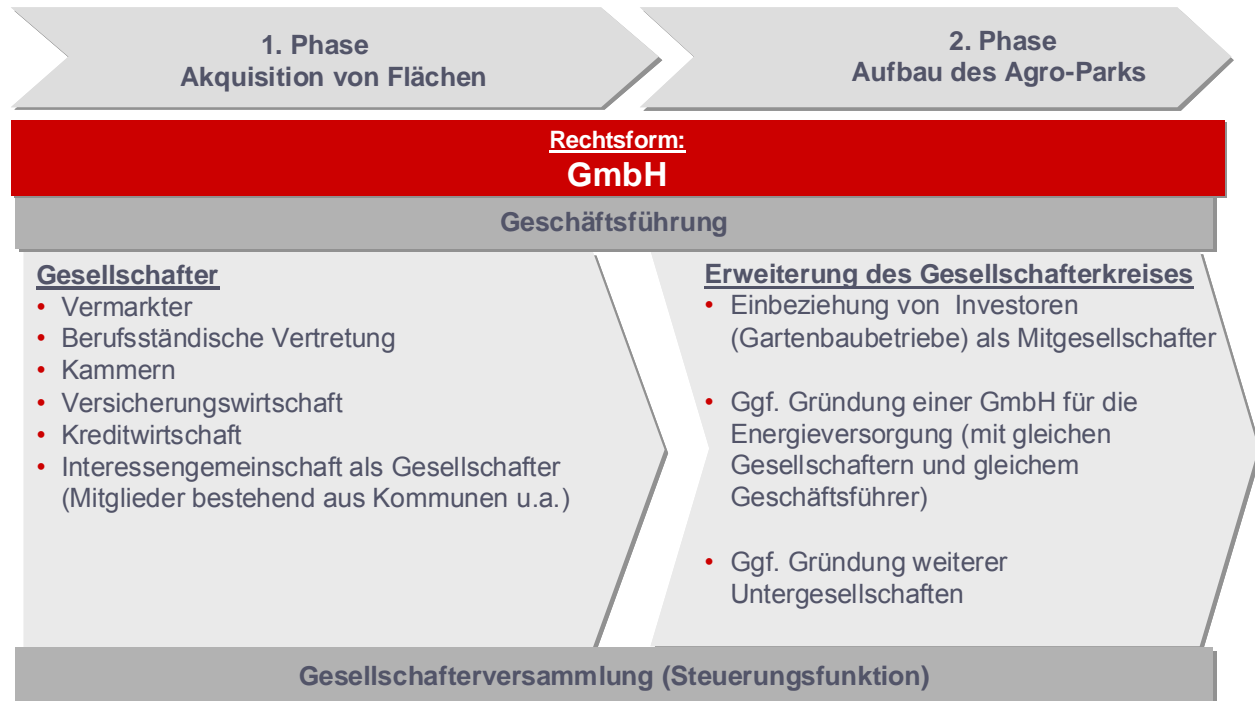 1. Phase
Akquisition von Flächen
2. Phase
Aufbau des Agro-Parks
Rechtsform:
GmbH
Geschäftsführung
Gesellschafter
• Vermarkter
• Berufsständische Vertretung
• Kammern
• Versicherungswirtschaft
• Kreditwirtschaft
• Interessengemeinschaft als Gesellschafter
(Mitglieder bestehend aus Kommunen u.a.)
Erweiterung des Gesellschafterkreises
• Einbeziehung von Investoren
(Gartenbaubetriebe) als Mitgesellschafter
• Ggf. Gründung einer GmbH für die
Energieversorgung (mit gleichen
Gesellschaftern und gleichem
Geschäftsführer)
• Ggf. Gründung weiterer
Untergesellschaften
Gesellschafterversammlung (Steuerungsfunktion)